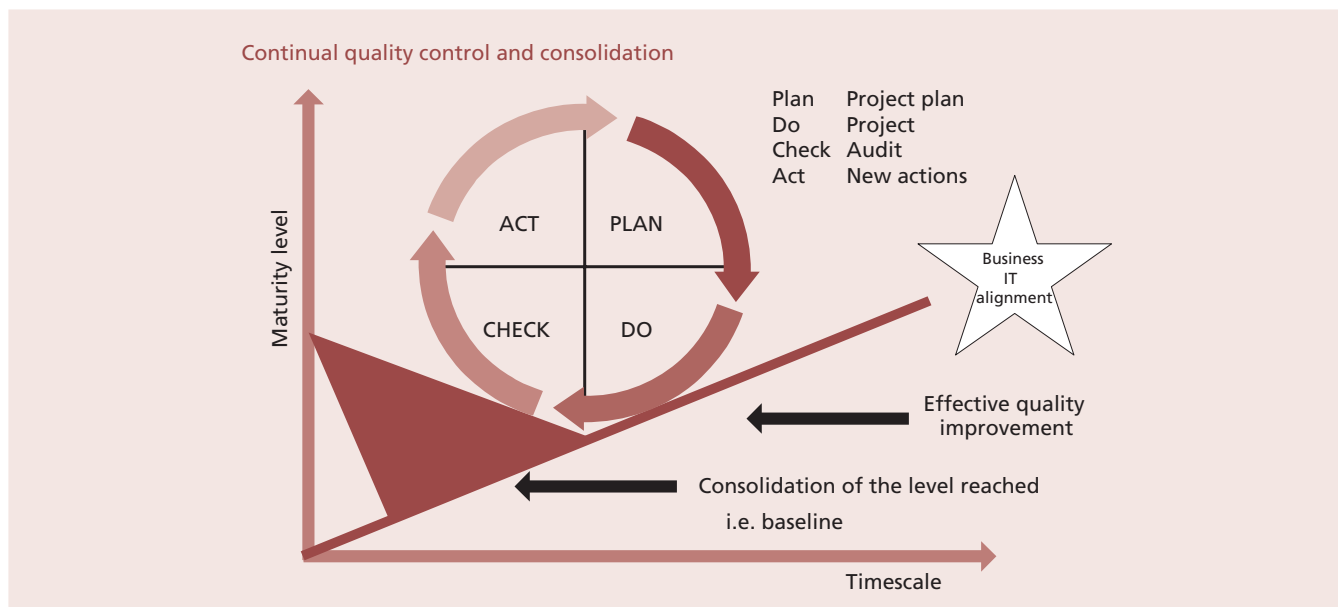 Continual quality control and consolidation
Plan Project plan
Do Project
Check Audit
Act New actions
Maturity level
ACT PLAN
CHECK DO
Business
IT
alignment
Effective quality
improvement
Consolidation of the level reached
i.e. baseline
Timescale